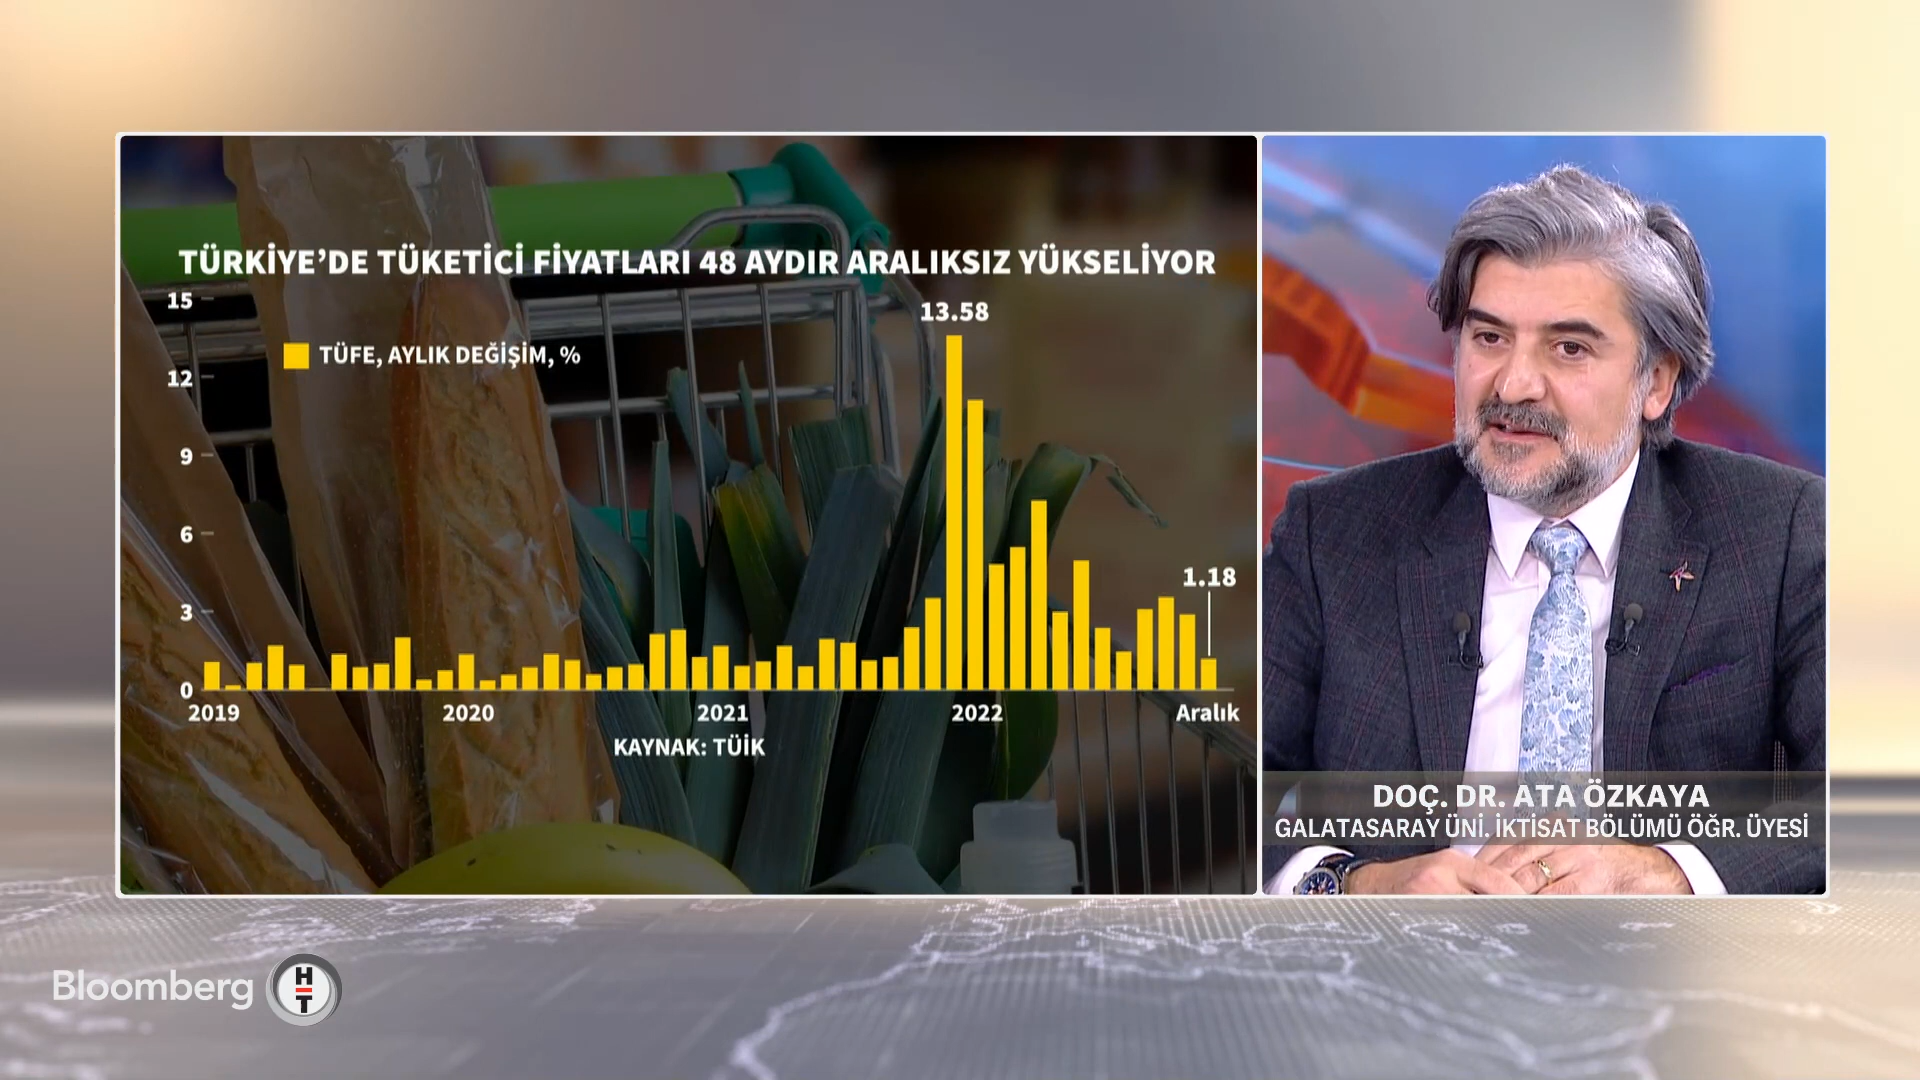 TÜRKİYE'DE TÜKETİCİ FİYATLARI 48 AYDIR ARALIKSIZ YÜKSELİYOR
15
13.58
TÜFE, AYLIK DEĞİŞİM, %
12
9
6
1.18
3
0
2019 2020 2021 2022 Aralık
KAYNAK: TÜİK
DOÇ. DR. ATA ÖZKAYA
GALATASARAY ÜNİ. İKTİSAT BÖLÜMÜ ÖĞR. ÜYESİ
Bloomberg HT